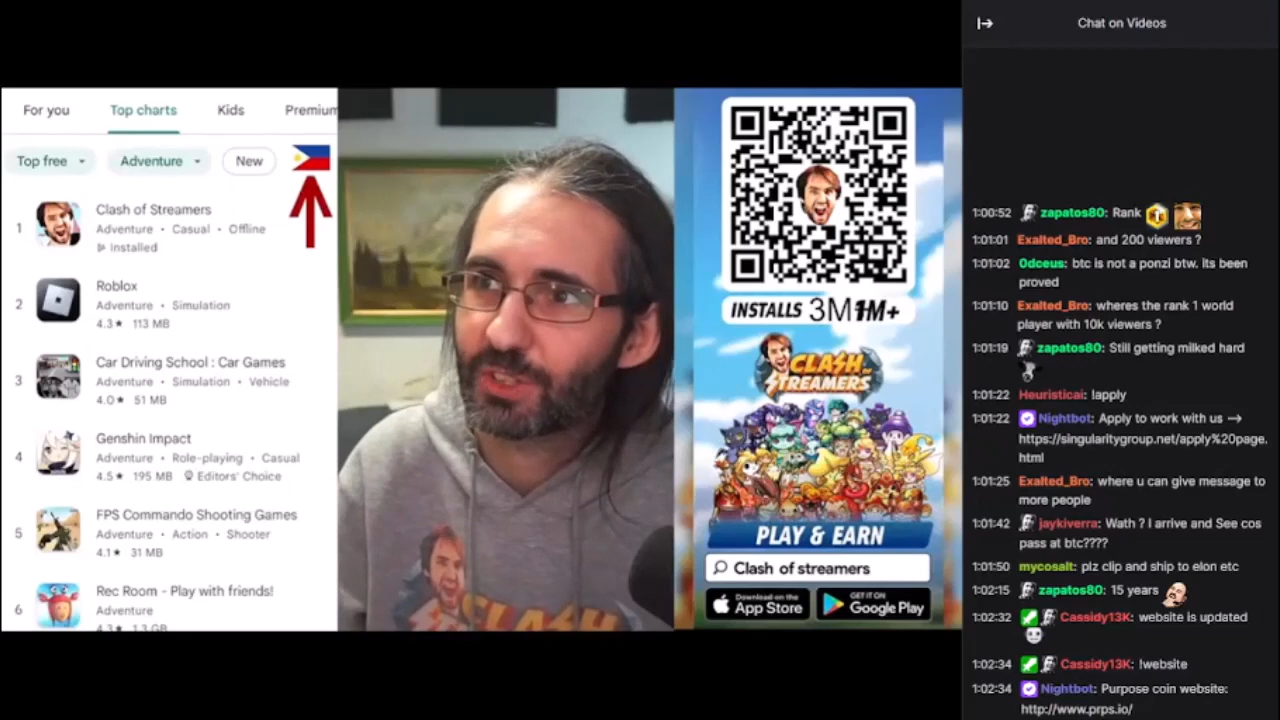 For you Top charts Kids Premium
Top free Adventure New
1 Clash of Streamers
Adventure • Casual • Offline
Installed
2 Roblox
Adventure • Simulation
4.3★ 113 MB
3 Car Driving School : Car Games
Adventure • Simulation • Vehicle
4.0★ 51 MB
4 Genshin Impact
Adventure • Role-playing • Casual
4.5★ 195 MB Editors' Choice
5 FPS Commando Shooting Games
Adventure • Action • Shooter
4.1★ 31 MB
6 Rec Room - Play with friends!
Adventure
4.3★ 1.3 GB
CLASH
INSTALLS 3M 1M+
CLASH OF
STREAMERS
PLAY & EARN
Clash of streamers
Download on the
App Store
GET IT ON
Google Play
Chat on Videos
1:00:52 zapatos80: Rank
1:01:01 Exalted_Bro: and 200 viewers ?
1:01:02 0dceus: btc is not a ponzi btw. its been
proved
1:01:10 Exalted_Bro: wheres the rank 1 world
player with 10k viewers ?
1:01:19 zapatos80: Still getting milked hard
1:01:22 Heuristicai: !apply
1:01:22 Nightbot: Apply to work with us -->
https://singularitygroup.net/apply%20page.
html
1:01:25 Exalted_Bro: where u can give message to
more people
1:01:42 jaykiverra: Wath ? I arrive and See cos
pass at btc????
1:01:50 mycosalt: plz clip and ship to elon etc
1:02:15 zapatos80: 15 years
1:02:32 Cassidy13K: website is updated
1:02:34 Cassidy13K: !website
1:02:34 Nightbot: Purpose coin website:
http://www.prps.io/